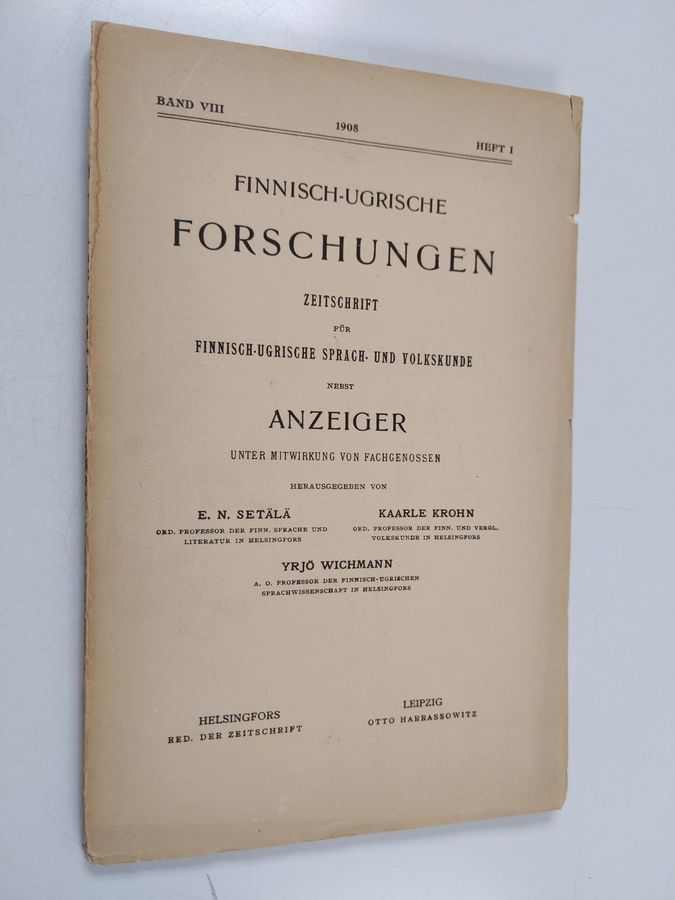 BAND VIII
1908
HEFT I
FINNISCH-UGRISCHE
FORSCHUNGEN
ZEITSCHRIFT
FÜR
FINNISCH-UGRISCHE SPRACH- UND VOLKSKUNDE
NEBST
ANZEIGER
UNTER MITWIRKUNG VON FACHGENOSSEN
HERAUSGEGEBEN VON
E. N. SETÄLÄ
ORD. PROFESSOR DER FINN. SPRACHE UND
LITERATUR IN HELSINGFORS
KAARLE KROHN
ORD. PROFESSOR DER FINN. UND VERGL.
VOLKSKUNDE IN HELSINGFORS
YRJÖ WICHMANN
A. O. PROFESSOR DER FINNISCH-UGRISCHEN
SPRACHWISSENSCHAFT IN HELSINGFORS
HELSINGFORS
RED. DER ZEITSCHRIFT
LEIPZIG
OTTO HARRASSOWITZ